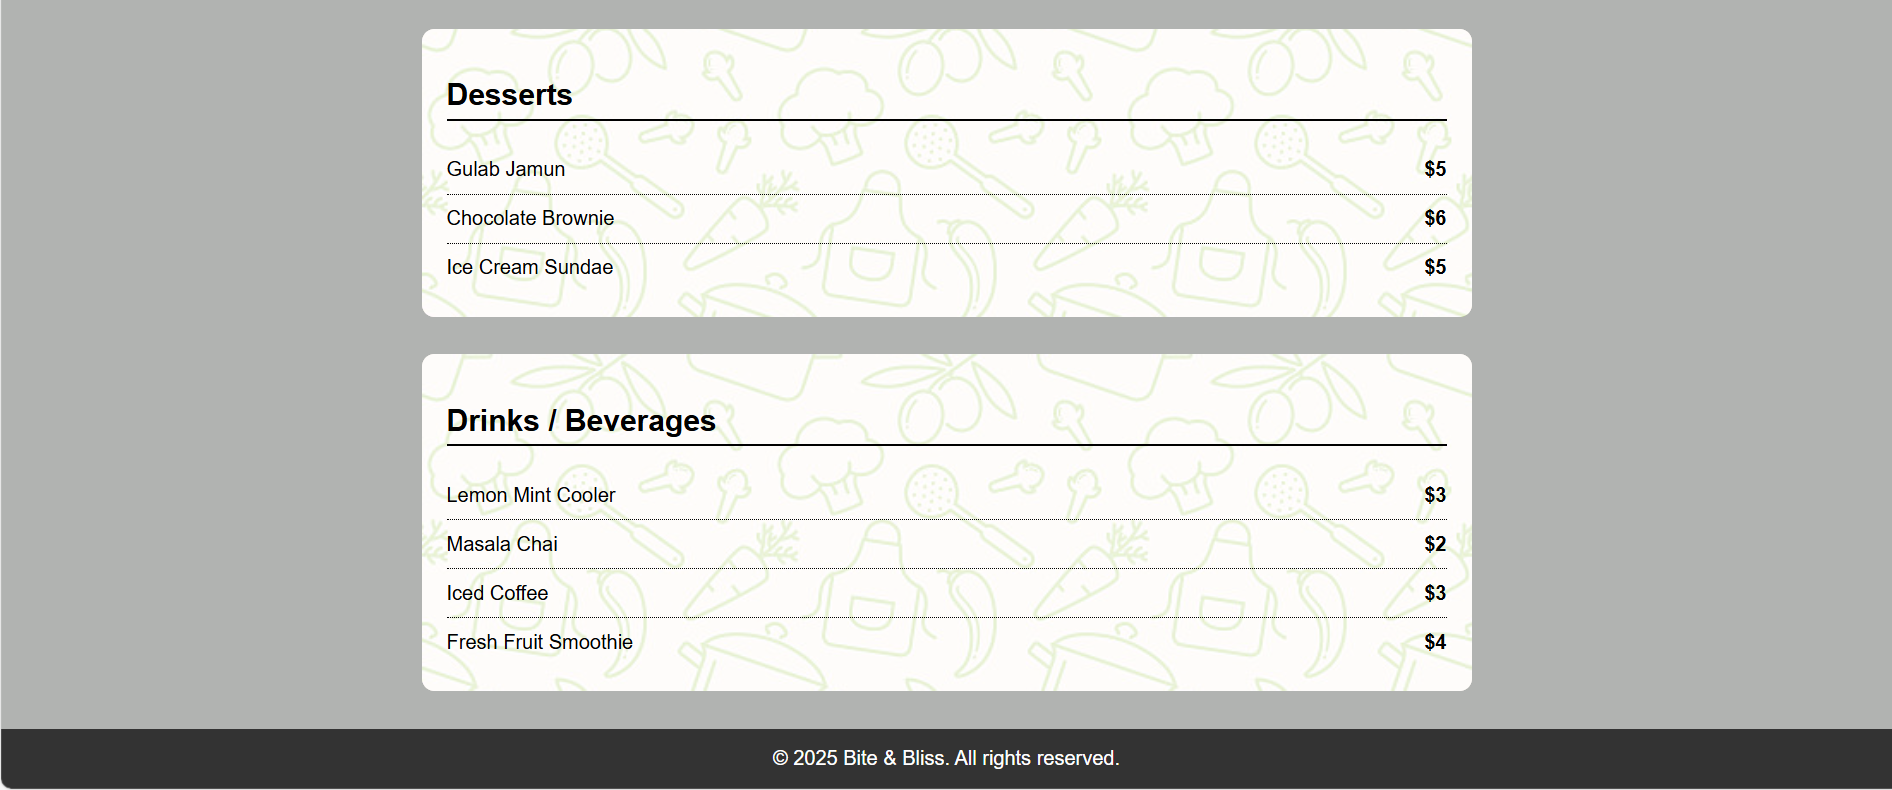 Desserts
Gulab Jamun $5
Chocolate Brownie $6
Ice Cream Sundae $5
Drinks / Beverages
Lemon Mint Cooler $3
Masala Chai $2
Iced Coffee $3
Fresh Fruit Smoothie $4
© 2025 Bite & Bliss. All rights reserved.